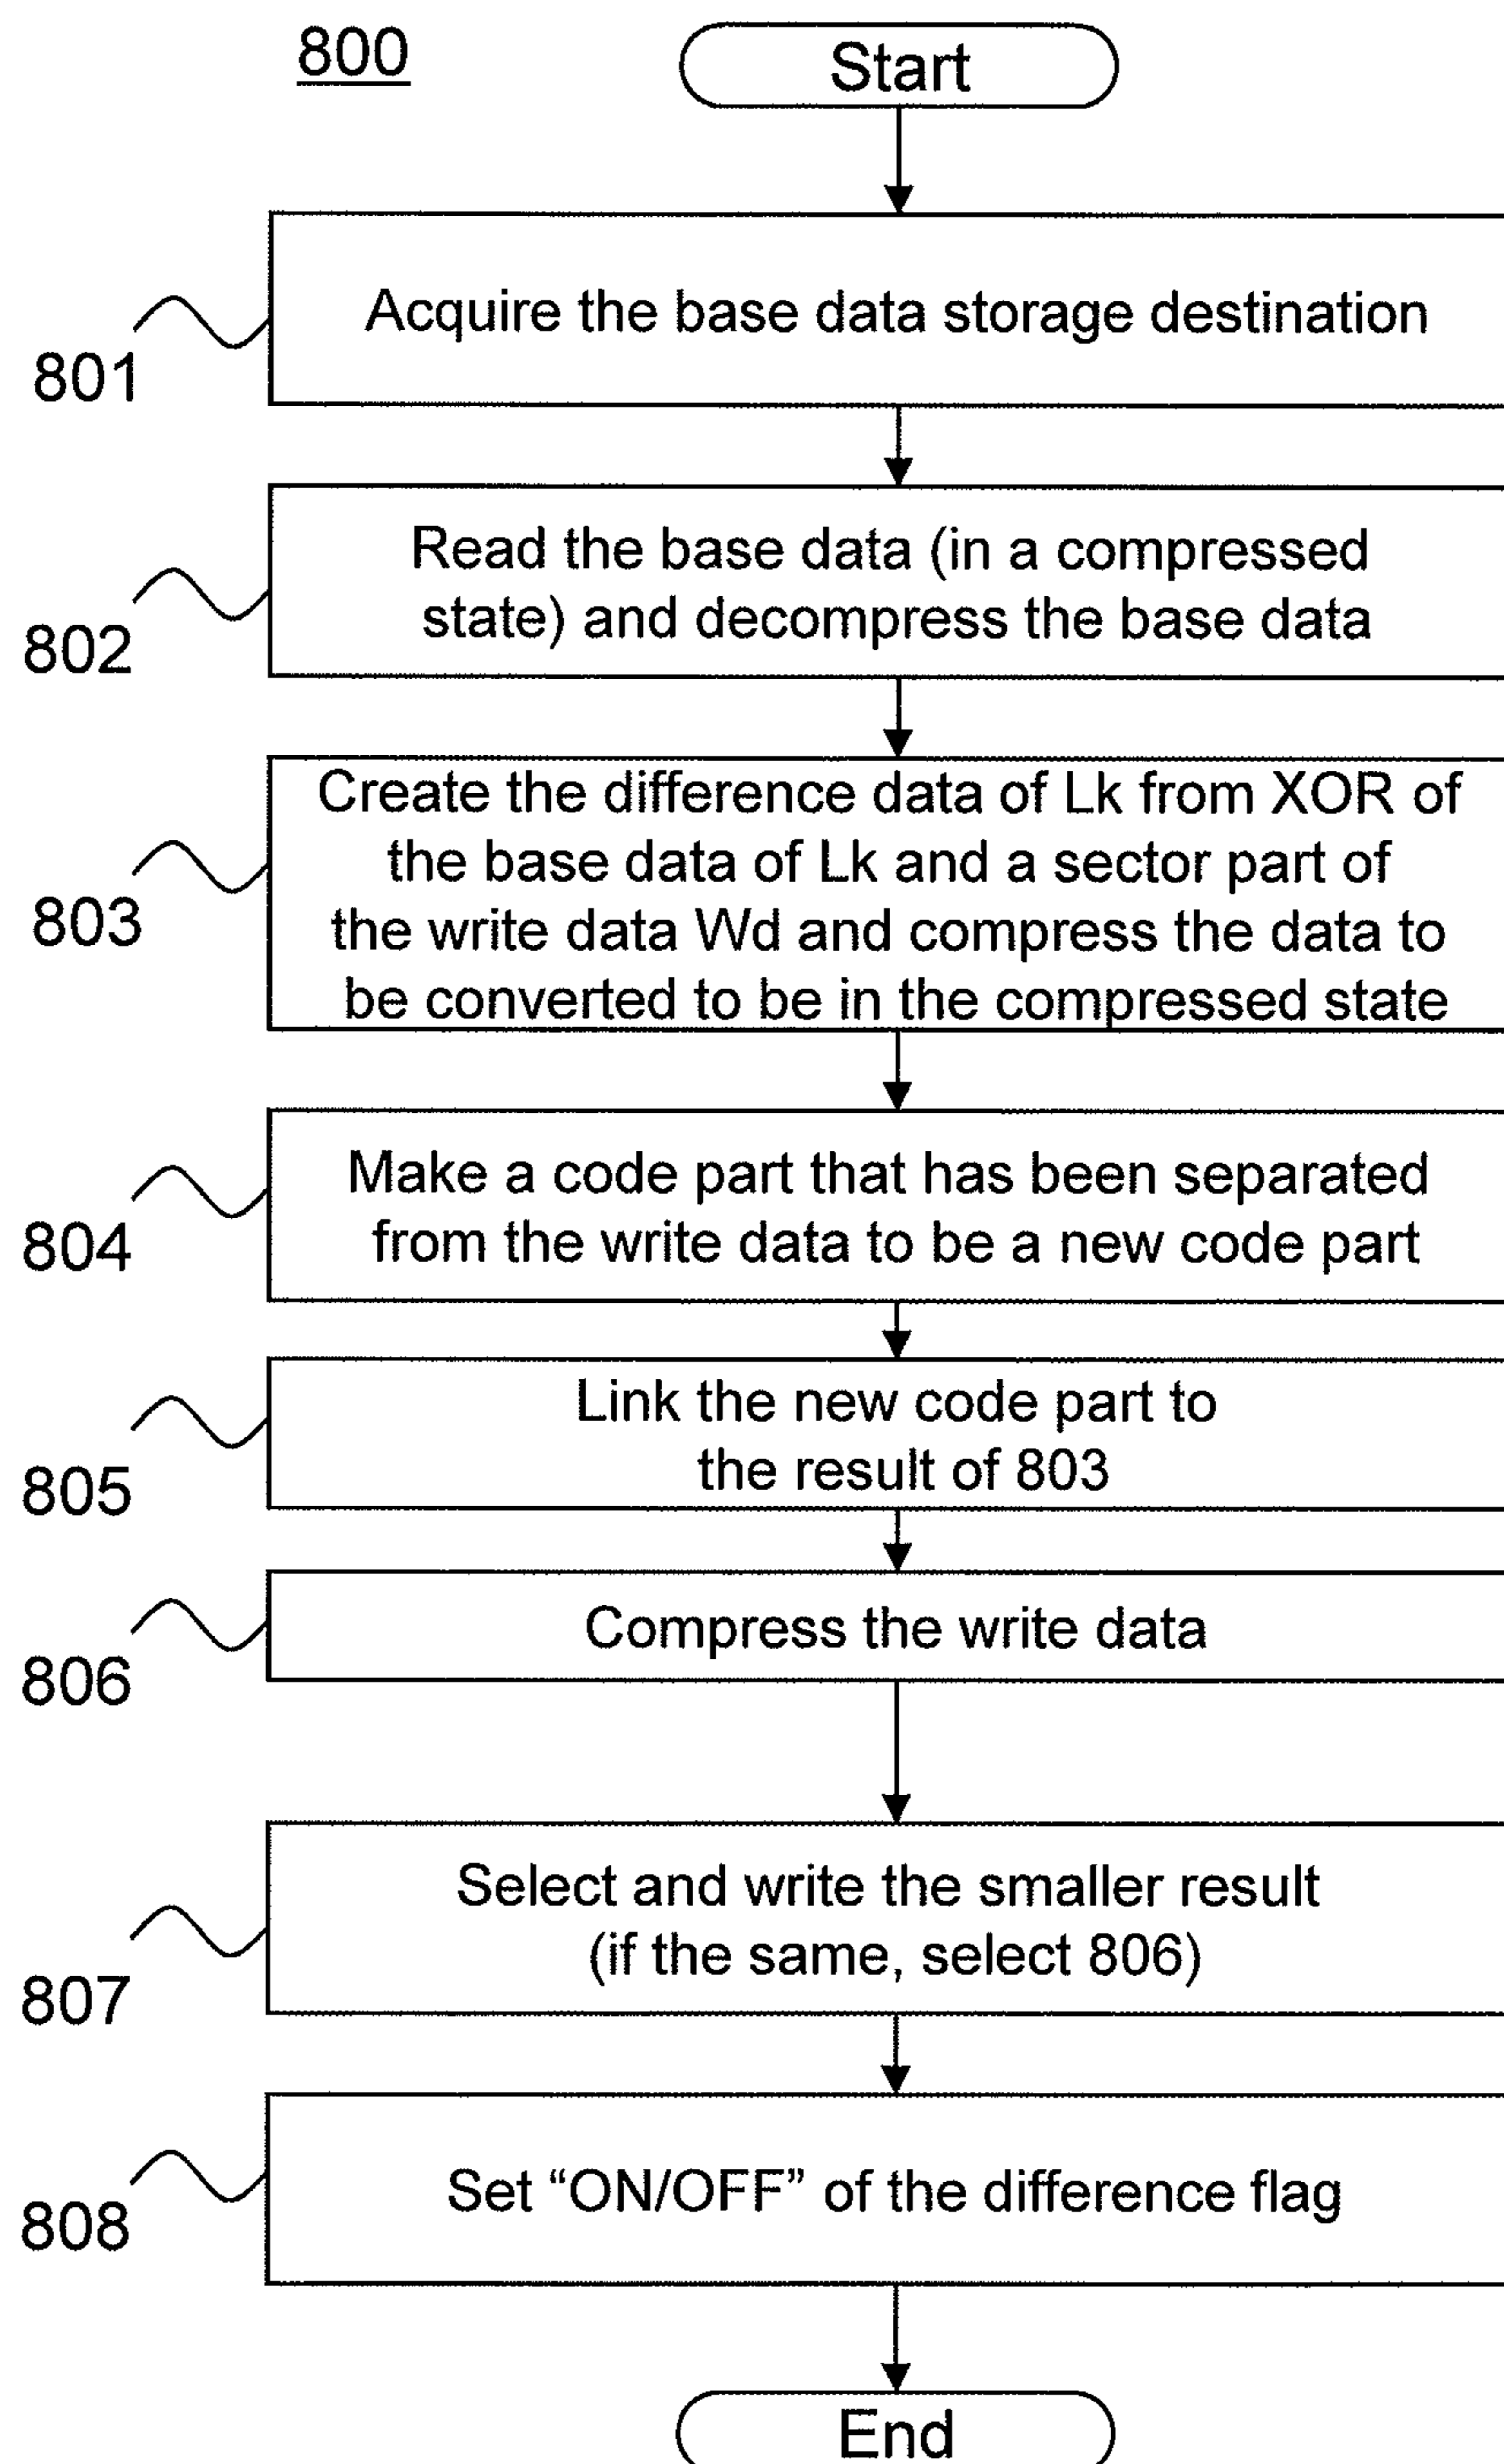 800
Start
Acquire the base data storage destination
801
Read the base data (in a compressed
state) and decompress the base data
802
Create the difference data of Lk from XOR of
the base data of Lk and a sector part of
the write data Wd and compress the data to
be converted to be in the compressed state
803
Make a code part that has been separated
from the write data to be a new code part
804
Link the new code part to
the result of 803
805
Compress the write data
806
Select and write the smaller result
(if the same, select 806)
807
Set “ON/OFF” of the difference flag
808
End